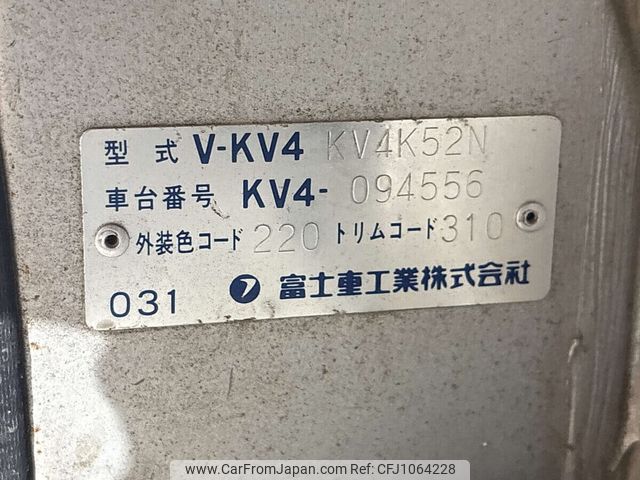 型式 V-KV4 KV4K52N
車台番号 KV4- 094556
外装色コード 220 トリムコード 310
031 富士重工業株式会社
www.CarFromJapan.com - CFJ Ref.: CFJ1064228